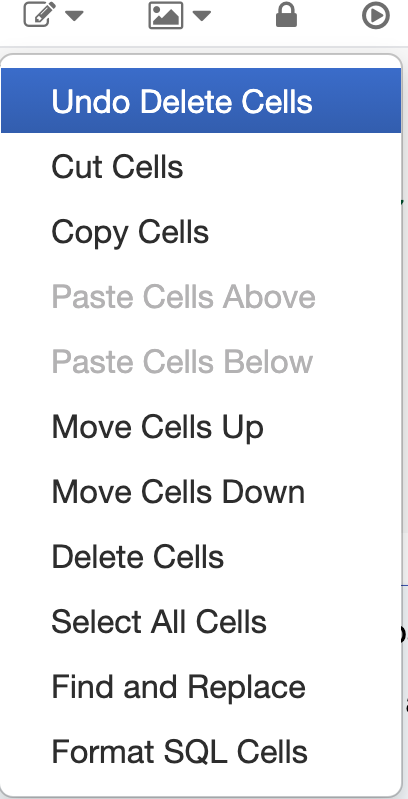 Undo Delete Cells
Cut Cells
Copy Cells
Paste Cells Above
Paste Cells Below
Move Cells Up
Move Cells Down
Delete Cells
Select All Cells
Find and Replace
Format SQL Cells